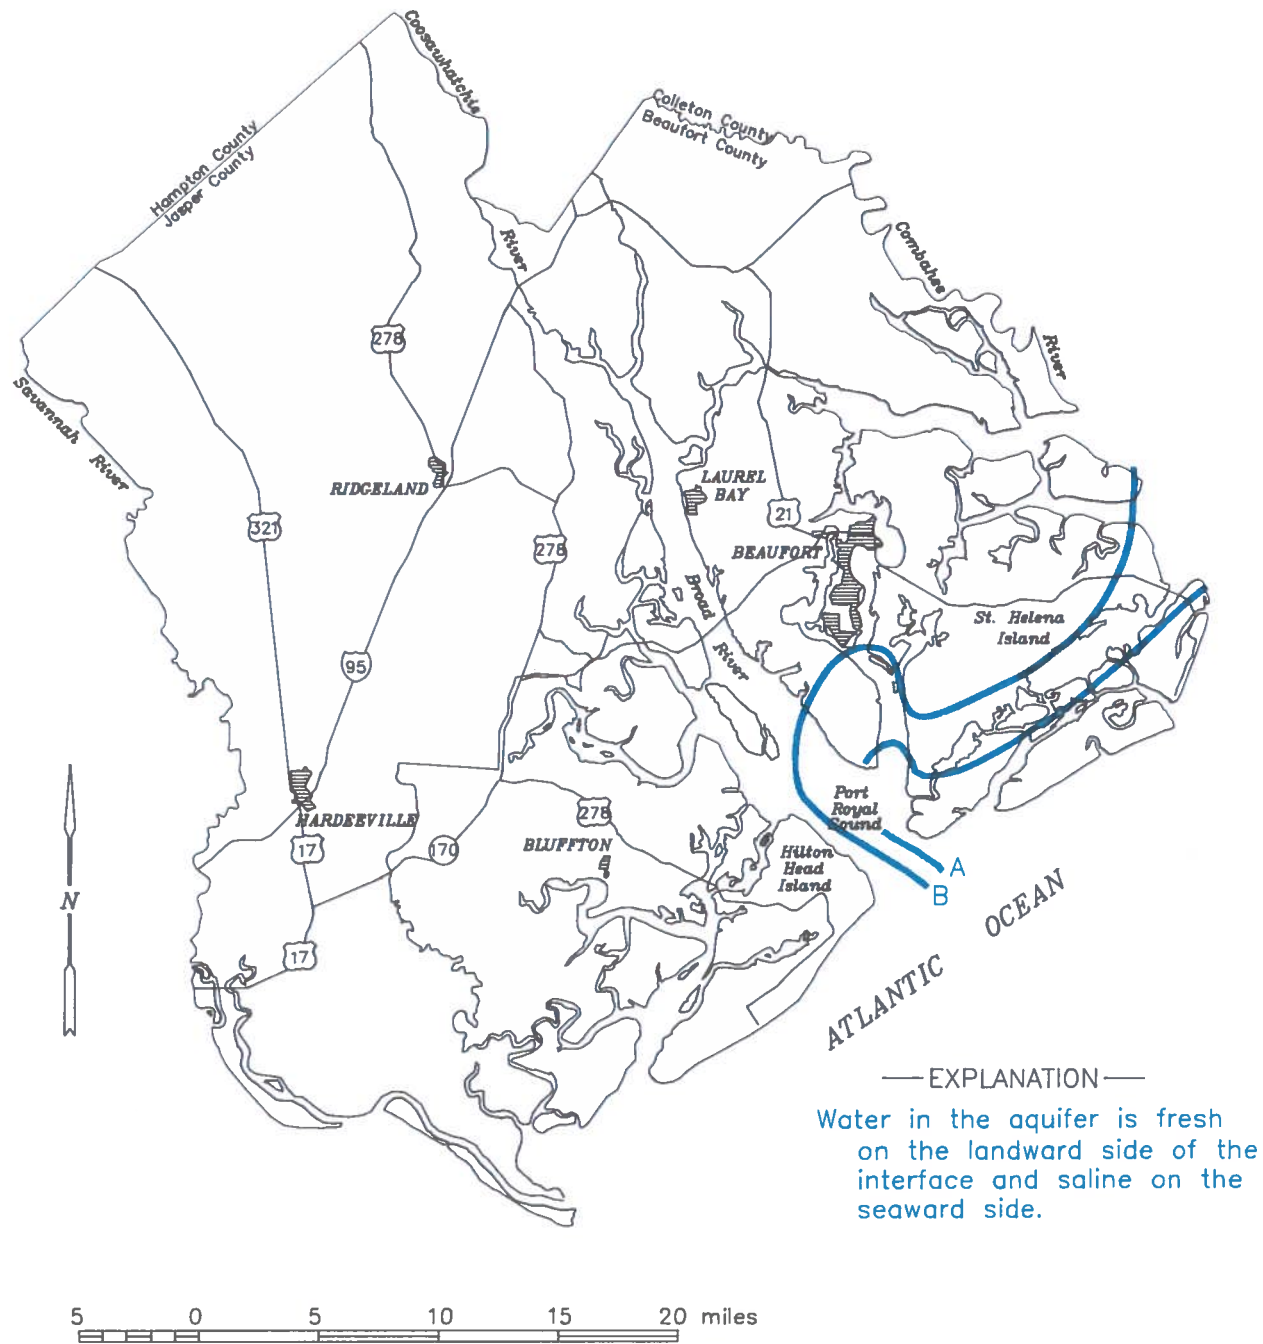 Coosawhatchie
Colleton County
Beaufort County
Hampton County
Jasper County
Combahee
River
River
278
Savannah
River
RIDGELAND
LAUREL
BAY
321
21
278
BEAUFORT
Broad
River
St. Helena
Island
95
Port
Royal
Sound
HARDEEVILLE
278
17
170
BLUFFTON
Hilton
Head
Island
A
B
N
17
ATLANTIC OCEAN
EXPLANATION
Water in the aquifer is fresh
on the landward side of the
interface and saline on the
seaward side.
5 0 5 10 15 20 miles